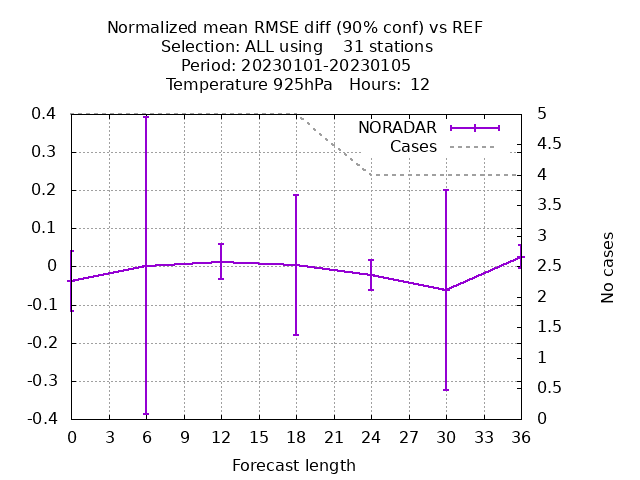 Normalized mean RMSE diff (90% conf) vs REF
Selection: ALL using    31 stations
Period: 20230101-20230105
Temperature 925hPa   Hours:  12
NORADAR
Cases
0.4
0.3
0.2
0.1
0
-0.1
-0.2
-0.3
-0.4
5
4.5
4
3.5
3
2.5
2
1.5
1
0.5
0
No cases
0 3 6 9 12 15 18 21 24 27 30 33 36
Forecast length